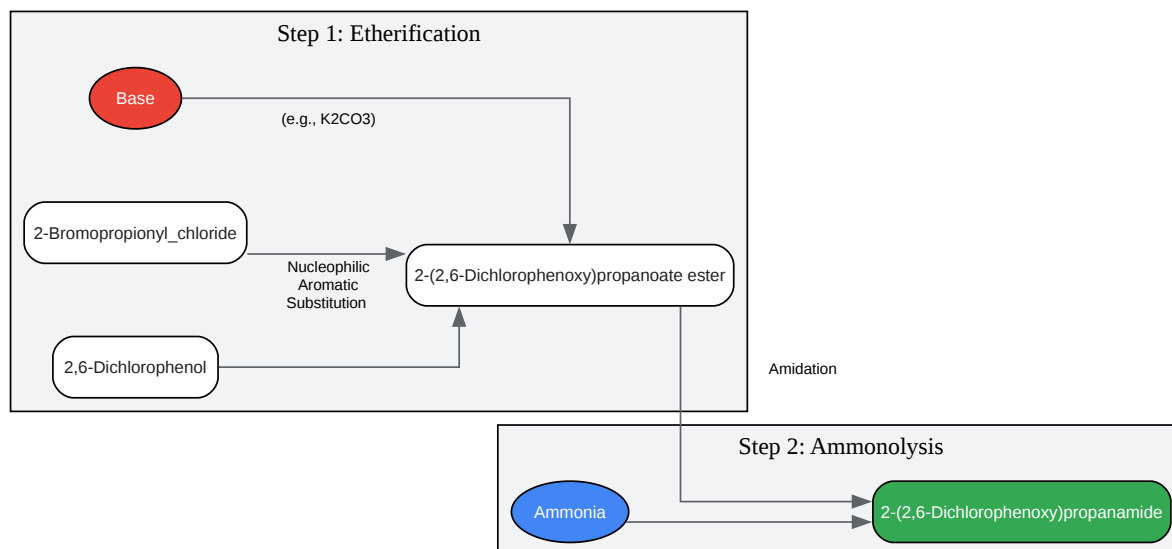 Step 1: Etherification
Base
(e.g., K2CO3)
2-Bromopropionyl_chloride
Nucleophilic
Aromatic
Substitution
2-(2,6-Dichlorophenoxy)propanoate ester
2,6-Dichlorophenol
Amidation
Step 2: Ammonolysis
Ammonia
2-(2,6-Dichlorophenoxy)propanamide